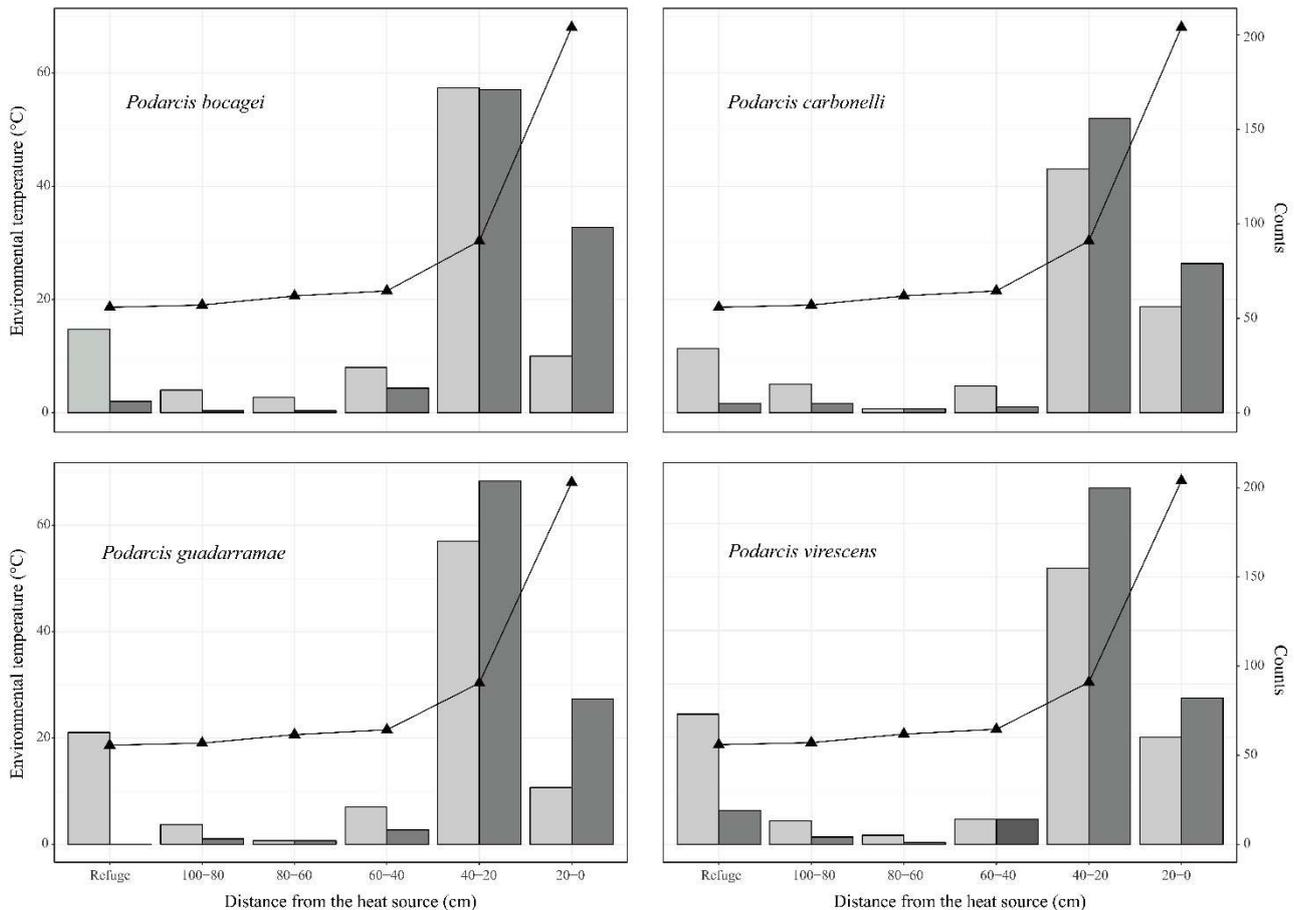 Podarcis bocagei
Environmental temperature (°C)
60
40
20
0
Podarcis carbonelli
200
150
100
50
0
Counts
Podarcis guadarramae
Environmental temperature (°C)
60
40
20
0
Refuge 100−80 80−60 60−40 40−20 20−0
Distance from the heat source (cm)
Podarcis virescens
200
150
100
50
0
Counts
Refuge 100−80 80−60 60−40 40−20 20−0
Distance from the heat source (cm)